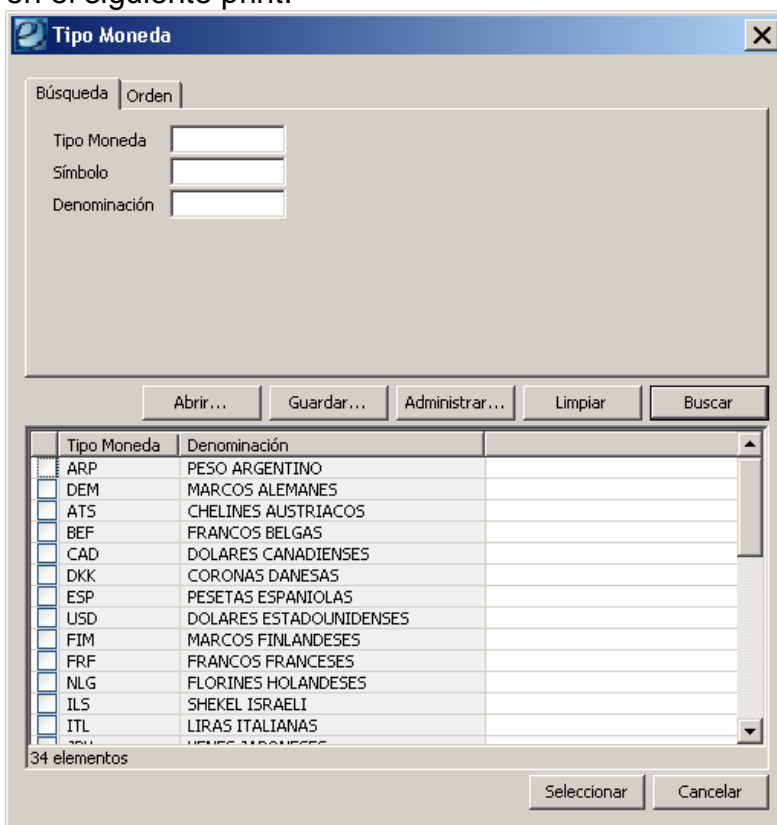 en el siguiente print:
Tipo Moneda
Búsqueda Orden
Tipo Moneda
Símbolo
Denominación
Abrir... Guardar... Administrar... Limpiar Buscar
Tipo Moneda Denominación
ARP PESO ARGENTINO
DEM MARCOS ALEMANES
ATS CHELINES AUSTRIACOS
BEF FRANCOS BELGAS
CAD DOLARES CANADIENSES
DKK CORONAS DANESAS
ESP PESETAS ESPANIOLAS
USD DOLARES ESTADOUNIDENSES
FIM MARCOS FINLANDESES
FRF FRANCOS FRANCESES
NLG FLORINES HOLANDESES
ILS SHEKEL ISRAELI
ITL LIRAS ITALIANAS
34 elementos
Seleccionar Cancelar